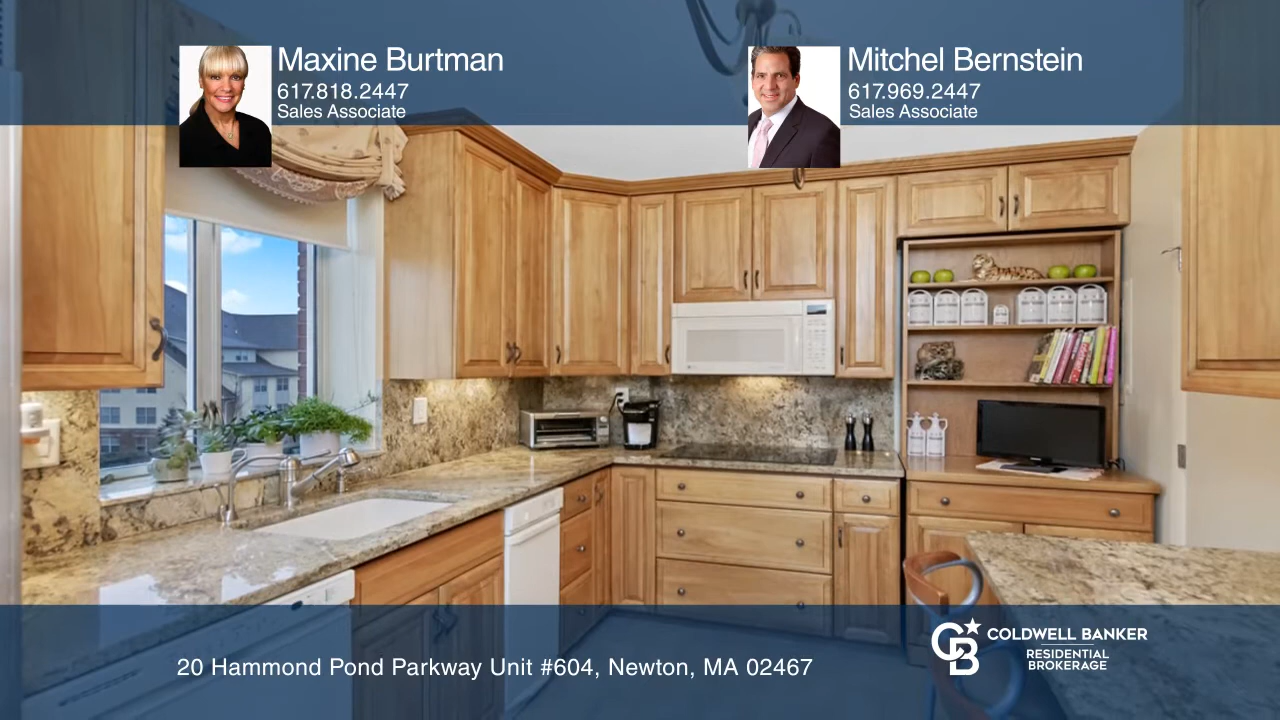 Maxine Burtman
617.818.2447
Sales Associate
Mitchel Bernstein
617.969.2447
Sales Associate
20 Hammond Pond Parkway Unit #604, Newton, MA 02467
CB
COLDWELL BANKER
RESIDENTIAL
BROKERAGE